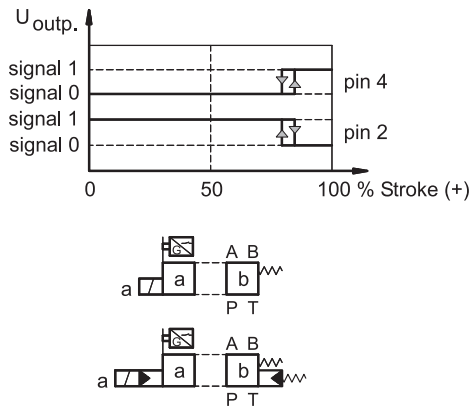 U outp.
signal 1
signal 0
pin 4
signal 1
signal 0
pin 2
0 50 100 % Stroke (+)
G
A B
a a b
P T
G
A B
a a b
P T